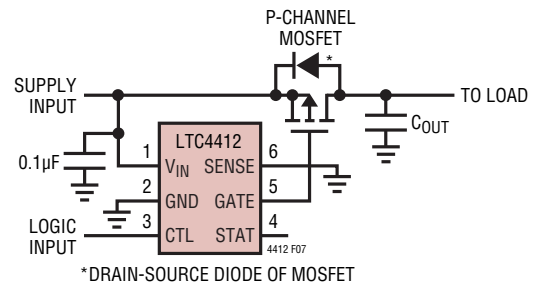 P-CHANNEL
MOSFET
*
SUPPLY
INPUT
TO LOAD
COUT
0.1µF
LTC4412
1
VIN
SENSE
6
2
GND
GATE
5
LOGIC
INPUT
3
CTL
STAT
4
4412 F07
*DRAIN-SOURCE DIODE OF MOSFET